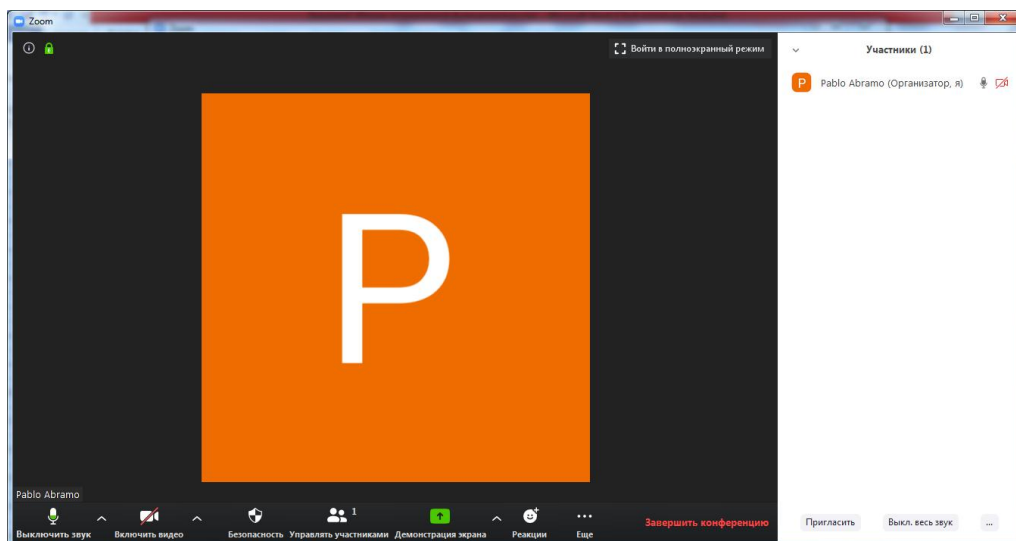 Zoom
Войти в полноэкранный режим
Участники (1)
P
Pablo Abramo (Организатор, я)
P
Pablo Abramo
1
Выключить звук
Включить видео
Безопасность
Управлять участниками
Демонстрация экрана
Реакции
Еще
Завершить конференцию
Пригласить
Выкл. весь звук
...